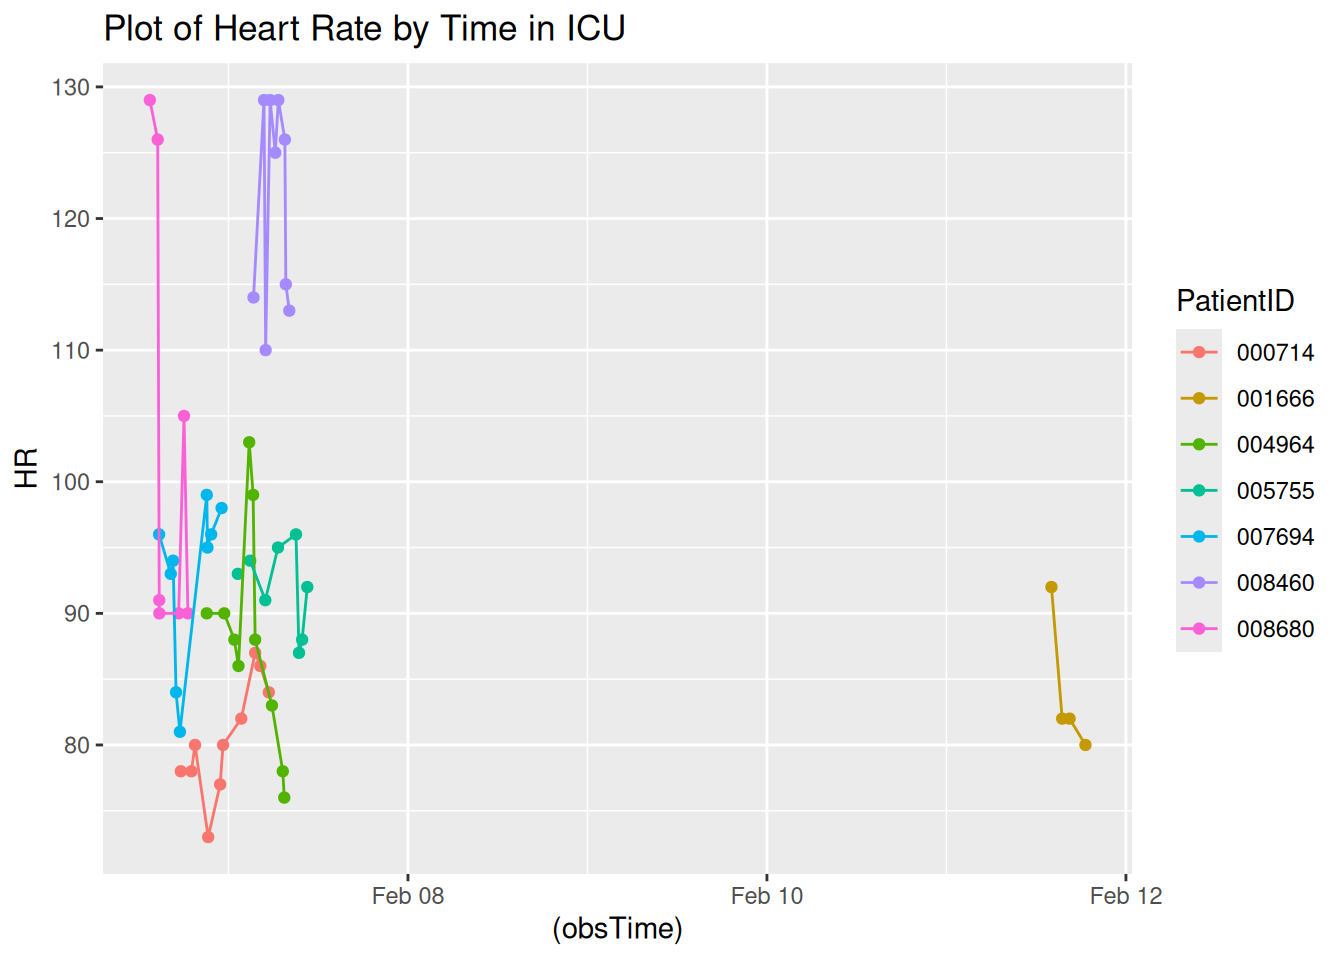 Plot of Heart Rate by Time in ICU
130
120
110
100
90
80
HR
Feb 08
Feb 10
Feb 12
(obsTime)
PatientID
000714
001666
004964
005755
007694
008460
008680